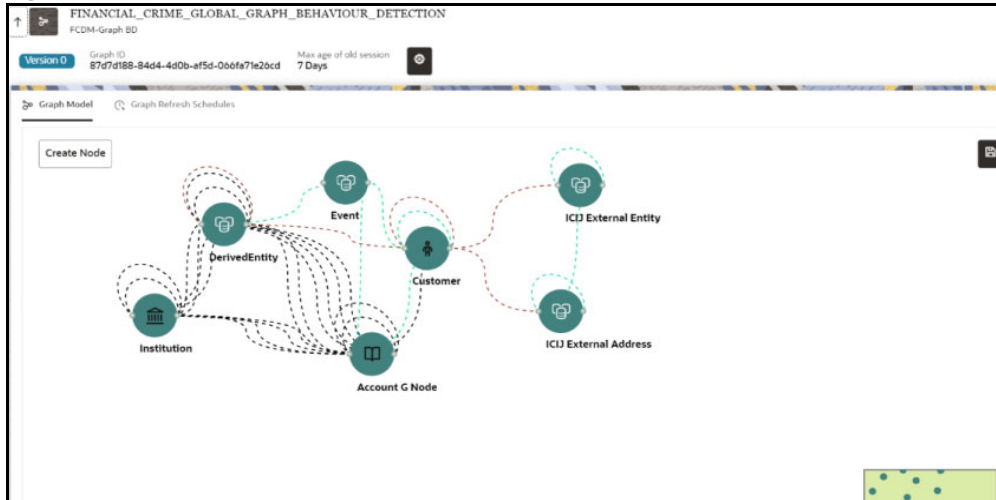 FINANCIAL_CRIME_GLOBAL_GRAPH_BEHAVIOUR_DETECTION
FCDM-Graph BD
Version 0
Graph ID
87d7d188-84d4-4d0b-af5d-066fa71e26cd
Max age of old session
7 Days
Graph Model
Graph Refresh Schedules
Create Node
Event
ICIJ External Entity
DerivedEntity
Customer
Institution
ICIJ External Address
Account G Node